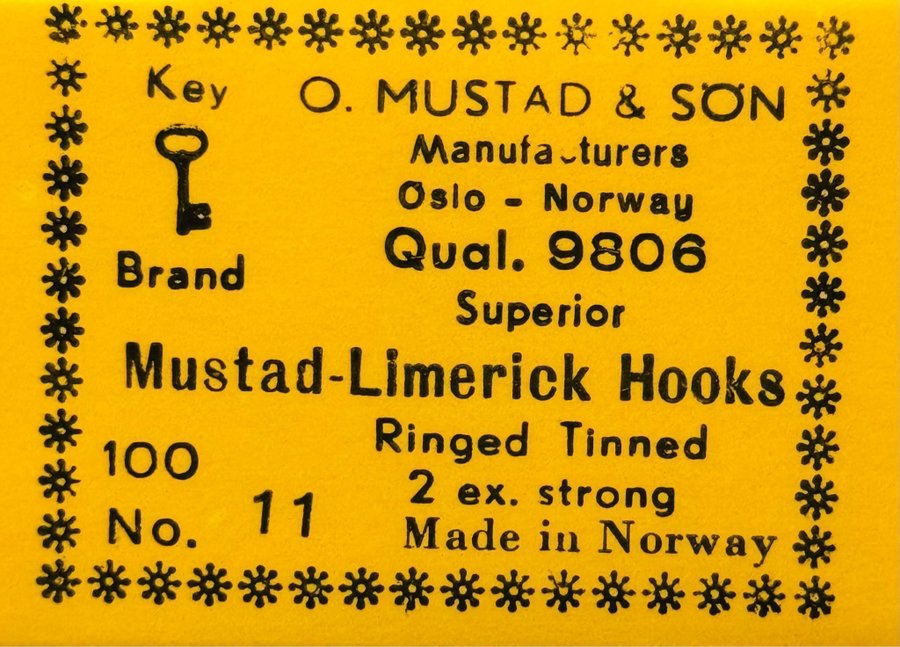 Key
Brand
O. MUSTAD & SON
Manufacturers
Oslo - Norway
Qual. 9806
Superior
Mustad-Limerick Hooks
Ringed Tinned
2 ex. strong
Made in Norway
100
No. 11